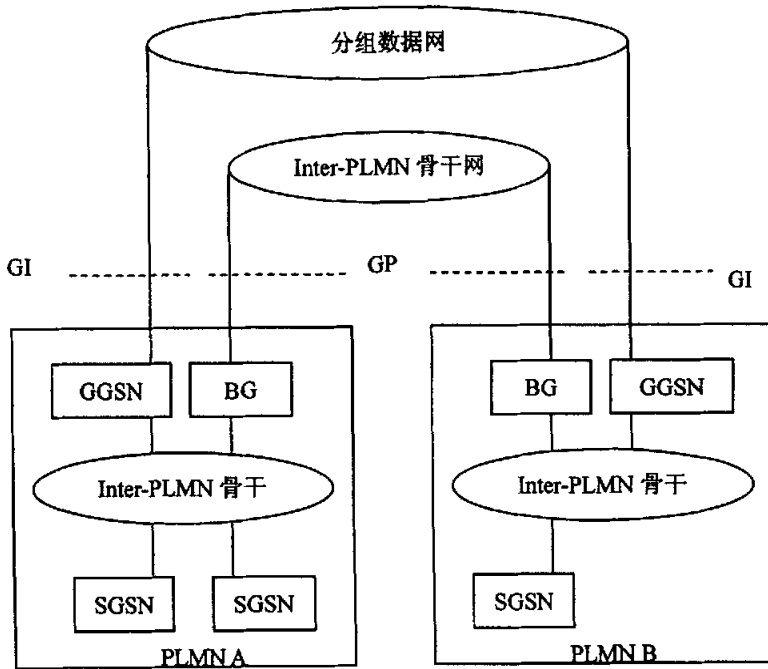 分组数据网
Inter-PLMN 骨干网
GI
GP
GI
GGSN
BG
BG
GGSN
Inter-PLMN 骨干
Inter-PLMN 骨干
SGSN
SGSN
SGSN
PLMN A
PLMN B